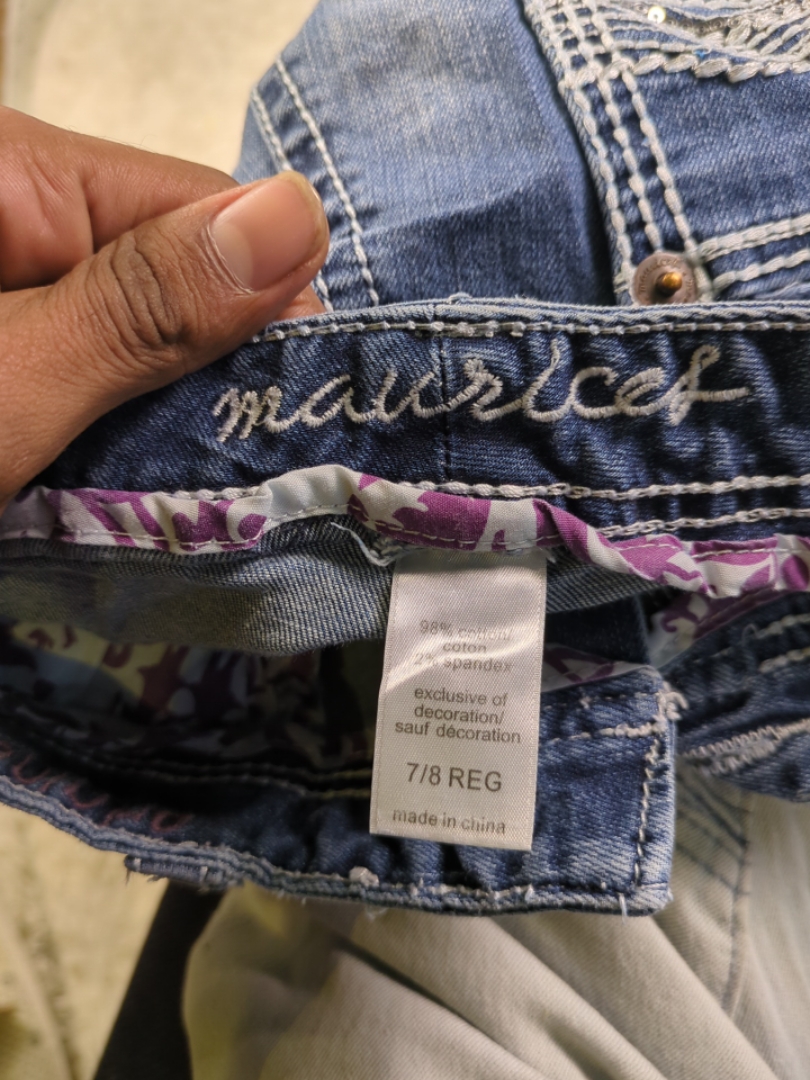 maurices
98% cotton/
coton
2% spandex
exclusive of
decoration/
sauf décoration
7/8 REG
made in china